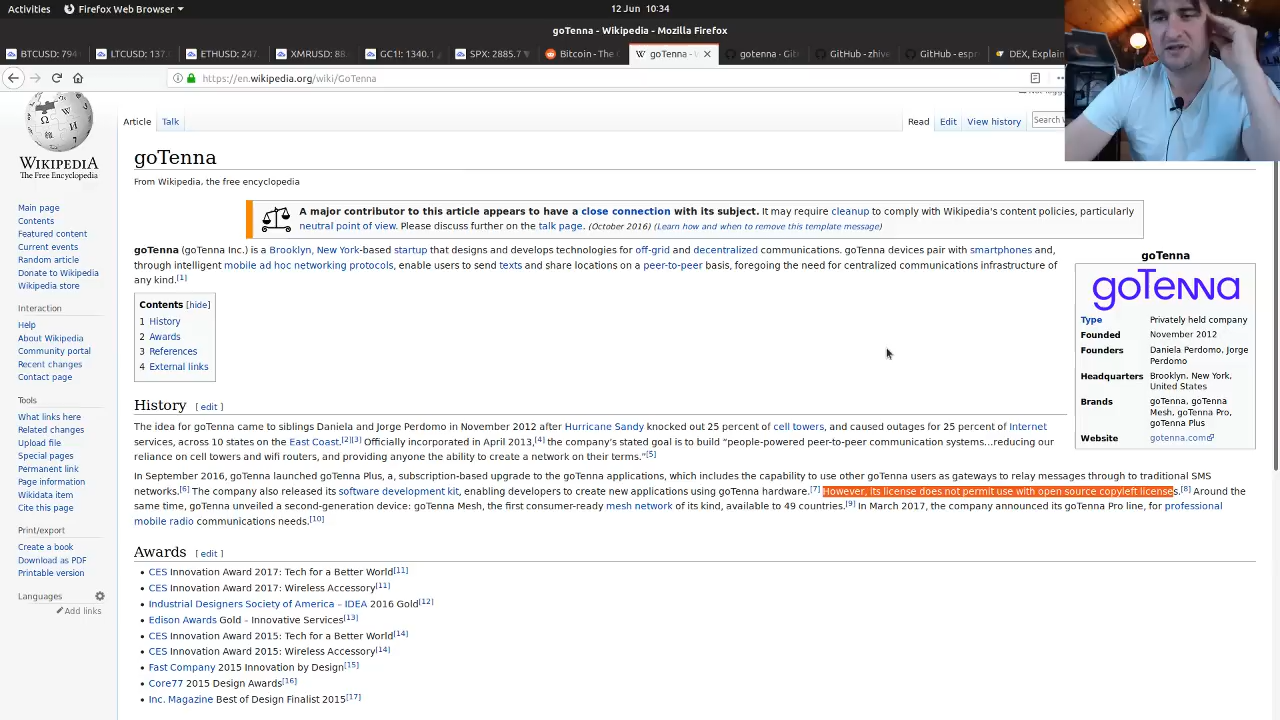 Activities
Firefox Web Browser
12 Jun 10:34
goTenna - Wikipedia - Mozilla Firefox
BTCUSD: 794
LTCUSD: 137.
ETHUSD: 247
XMRUSD: 88.
GC1!: 1340.1
SPX: 2885.7
Bitcoin - The
goTenna - W
gotenna - Git
GitHub - zhive
GitHub - espr
DEX, Explain
https://en.wikipedia.org/wiki/GoTenna
WIKIPEDIA
The Free Encyclopedia
Main page
Contents
Featured content
Current events
Random article
Donate to Wikipedia
Wikipedia store
Interaction
Help
About Wikipedia
Community portal
Recent changes
Contact page
Tools
What links here
Related changes
Upload file
Special pages
Permanent link
Page information
Wikidata item
Cite this page
Print/export
Create a book
Download as PDF
Printable version
Languages
Add links
Article
Talk
Read
Edit
View history
Search W
goTenna
From Wikipedia, the free encyclopedia
A major contributor to this article appears to have a close connection with its subject. It may require cleanup to comply with Wikipedia's content policies, particularly
neutral point of view. Please discuss further on the talk page. (October 2016) (Learn how and when to remove this template message)
goTenna (goTenna Inc.) is a Brooklyn, New York-based startup that designs and develops technologies for off-grid and decentralized communications. goTenna devices pair with smartphones and,
through intelligent mobile ad hoc networking protocols, enable users to send texts and share locations on a peer-to-peer basis, foregoing the need for centralized communications infrastructure of
any kind.[1]
Contents [hide]
1 History
2 Awards
3 References
4 External links
goTenna
goTenna
Type Privately held company
Founded November 2012
Founders Daniela Perdomo, Jorge
Perdomo
Headquarters Brooklyn, New York,
United States
Brands goTenna, goTenna
Mesh, goTenna Pro,
goTenna Plus
Website gotenna.com
History [ edit ]
The idea for goTenna came to siblings Daniela and Jorge Perdomo in November 2012 after Hurricane Sandy knocked out 25 percent of cell towers, and caused outages for 25 percent of Internet
services, across 10 states on the East Coast.[2][3] Officially incorporated in April 2013,[4] the company's stated goal is to build "people-powered peer-to-peer communication systems...reducing our
reliance on cell towers and wifi routers, and providing anyone the ability to create a network on their terms."[5]
In September 2016, goTenna launched goTenna Plus, a, subscription-based upgrade to the goTenna applications, which includes the capability to use other goTenna users as gateways to relay messages through to traditional SMS
networks.[6] The company also released its software development kit, enabling developers to create new applications using goTenna hardware.[7] However, its license does not permit use with open source copyleft licenses.[8] Around the
same time, goTenna unveiled a second-generation device: goTenna Mesh, the first consumer-ready mesh network of its kind, available to 49 countries.[9] In March 2017, the company announced its goTenna Pro line, for professional
mobile radio communications needs.[10]
Awards [ edit ]
• CES Innovation Award 2017: Tech for a Better World[11]
• CES Innovation Award 2017: Wireless Accessory[11]
• Industrial Designers Society of America – IDEA 2016 Gold[12]
• Edison Awards Gold – Innovative Services[13]
• CES Innovation Award 2015: Tech for a Better World[14]
• CES Innovation Award 2015: Wireless Accessory[14]
• Fast Company 2015 Innovation by Design[15]
• Core77 2015 Design Awards[16]
• Inc. Magazine Best of Design Finalist 2015[17]